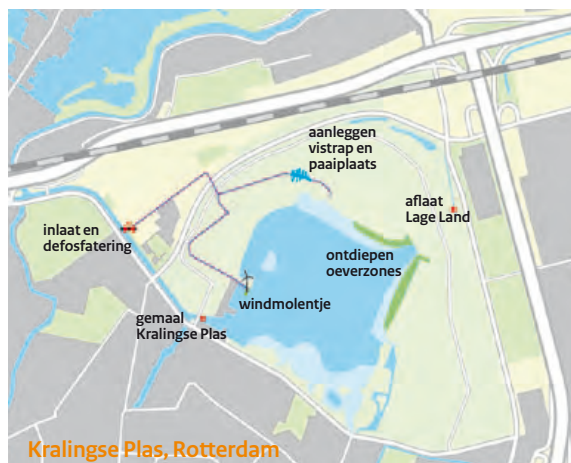 aanleggen
vistrap en
paaiplaats
aflaat
Lage Land
inlaat en
defosfatering
ontdiepen
oeverzones
windmolentje
gemaal
Kralingse Plas
Kralingse Plas, Rotterdam